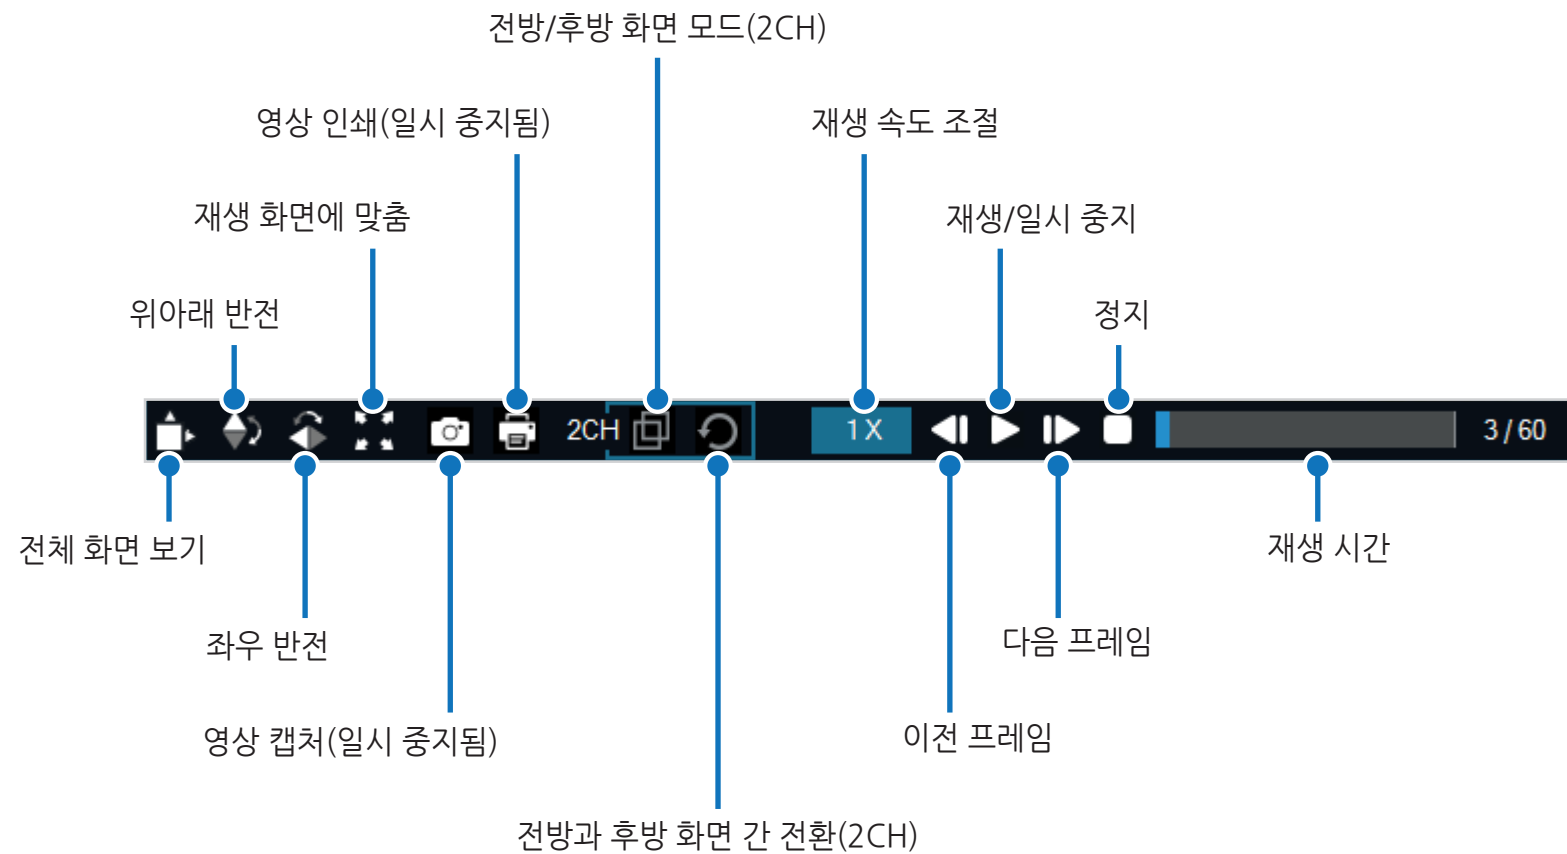 전방/후방 화면 모드(2CH)
영상 인쇄(일시 중지됨)
재생 속도 조절
재생 화면에 맞춤
재생/일시 중지
위아래 반전
정지
2CH
1 X
3 / 60
전체 화면 보기
재생 시간
좌우 반전
다음 프레임
영상 캡처(일시 중지됨)
이전 프레임
전방과 후방 화면 간 전환(2CH)